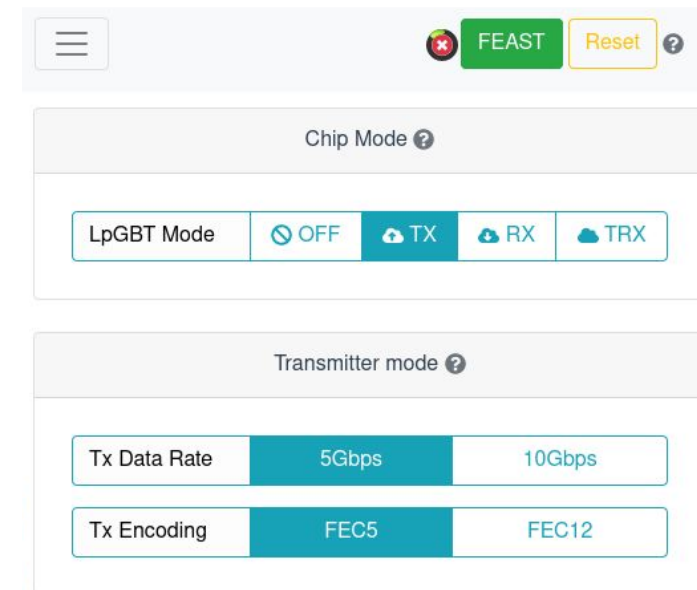 FEAST Reset
Chip Mode
LpGBT Mode OFF TX RX TRX
Transmitter mode
Tx Data Rate 5Gbps 10Gbps
Tx Encoding FEC5 FEC12